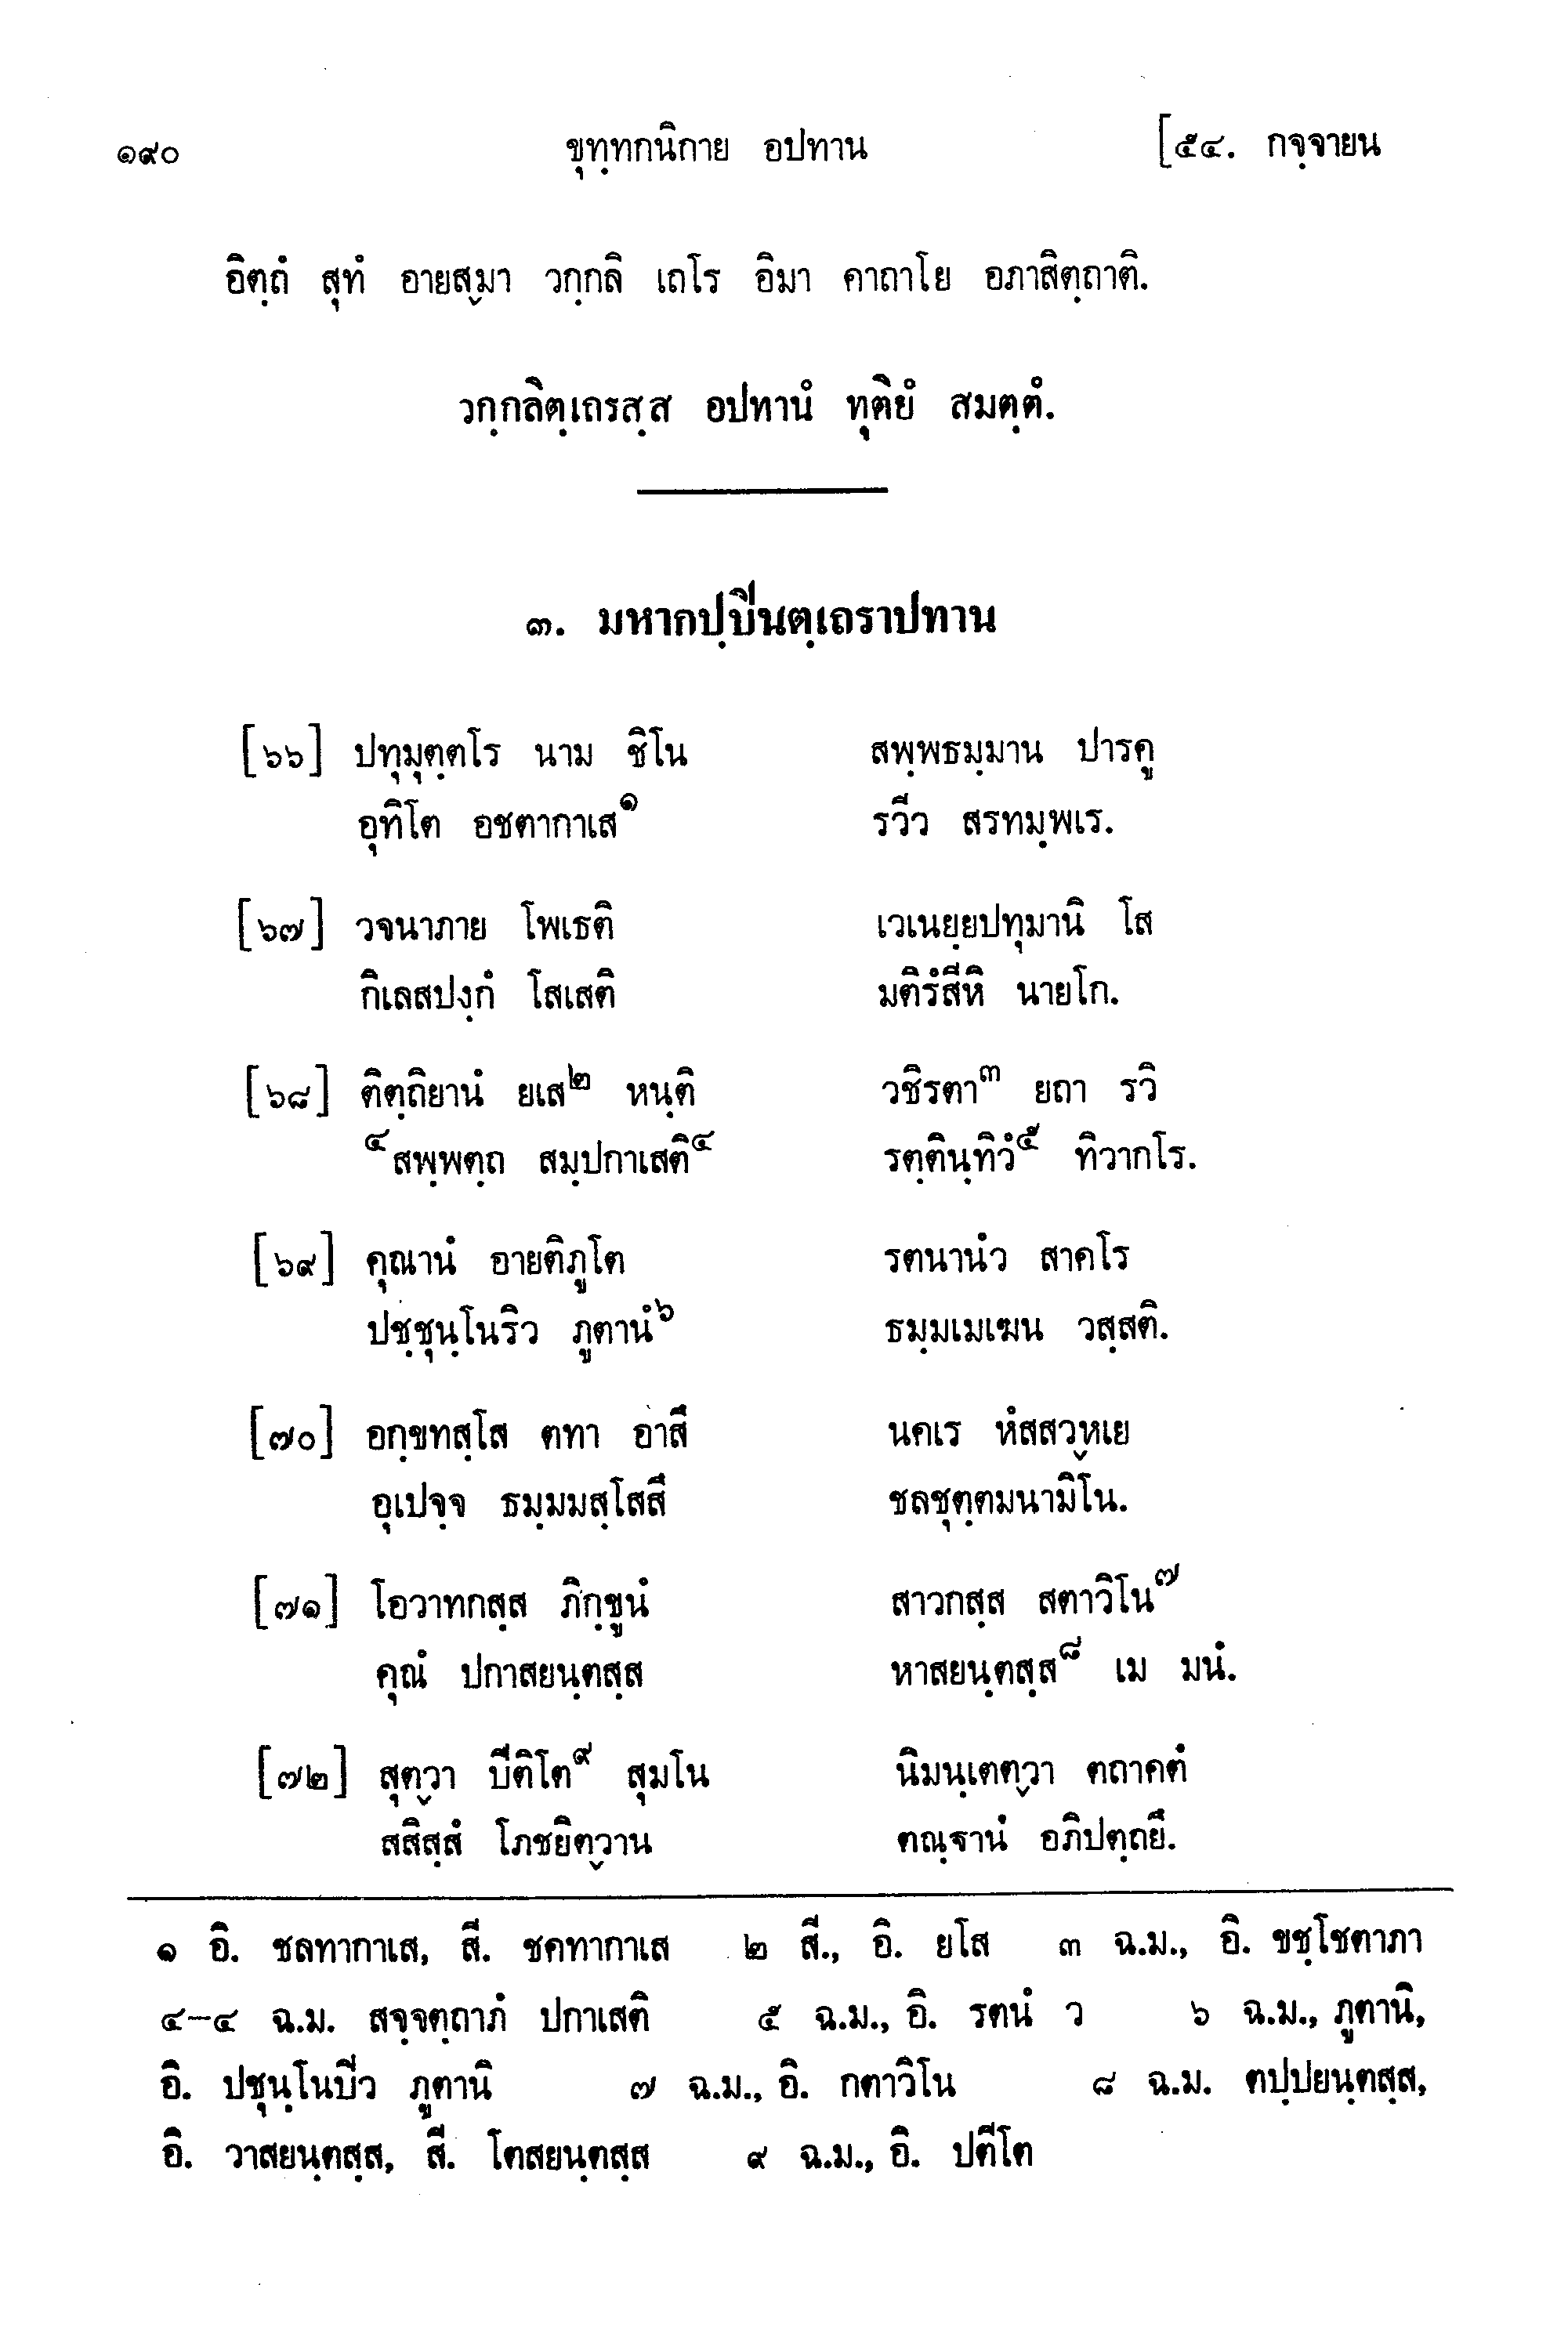 ๑๙๐ ขุทฺทกนิกาย อปทาน [๕๔. กจฺจายน
อิตฺถํ สุทํ อายสฺมา วกฺกลิ เถโร อิมา คาถาโย อภาสิตฺถาติ.
วกฺกลิตฺเถรสฺส อปทานํ ทุติยํ สมตฺตํ.
๓. มหากปฺปินตฺเถราปทาน
[๖๖] ปทุมุตฺตโร นาม ชิโน สพฺพธมฺมาน ปารคู
อุทิโต อชตากาเส๑ รวีว สรทมฺพเร.
[๖๗] วจนาภาย โพเธติ เวเนยฺยปทุมานิ โส
กิเลสปงฺกํ โสเสติ มติรํสีหิ นายโก.
[๖๘] ติตฺถิยานํ ยเส๒ หนฺติ วชิรตา๓ ยถา รวิ
๔สพฺพตฺถ สมฺปกาเสติ๔ รตฺตินฺทิวํ๕ ทิวากโร.
[๖๙] คุณานํ อายติภูโต รตนานํว สาคโร
ปชฺชุนฺโนริว ภูตานํ๖ ธมฺมเมเฆน วสฺสติ.
[๗๐] อกฺขทสฺโส ตทา อาสึ นคเร หํสสวฺหเย
อุเปจฺจ ธมฺมมสฺโสสึ ชลชุตฺตมนามิโน.
[๗๑] โอวาทกสฺส ภิกฺขูนํ สาวกสฺส สตาวิโน๗
คุณํ ปกาสยนฺตสฺส หาสยนฺตสฺส๘ เม มนํ.
[๗๒] สุตฺวา ปีติโต๙ สุมโน นิมนฺเตตฺวา ตถาคตํ
สสิสฺสํ โภชยิตฺวาน ตณฺฐานํ อภิปตฺถยึ.
๑ อิ. ชลทากาเส, สี. ชคทากาเส ๒ สี., อิ. ยโส ๓ ฉ.ม., อิ. ขชฺโชตาภา
๔-๔ ฉ.ม. สจฺจตฺถาภํ ปกาเสติ ๕ ฉ.ม., อิ. รตนํ ว ๖ ฉ.ม., ภูตานิ,
อิ. ปชุนฺโนปีว ภูตานิ ๗ ฉ.ม., อิ. กตาวิโน ๘ ฉ.ม. ตปฺปยนฺตสฺส,
อิ. วาสยนฺตสฺส, สี. โตสยนฺตสฺส ๙ ฉ.ม., อิ. ปตีโต